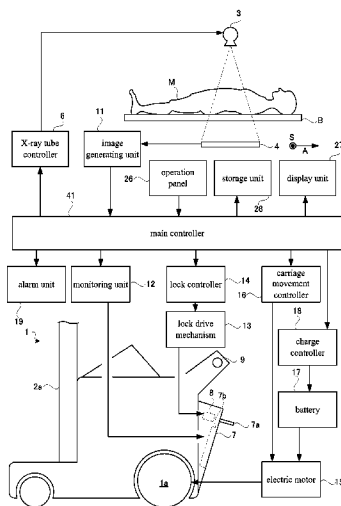 3
M
B
6
X-ray tube controller
11
image generating unit
4
S
A
26
operation panel
storage unit
28
27
display unit
41
main controller
alarm unit
19
monitoring unit
12
lock controller
14
carriage movement controller
16
lock drive mechanism
13
18
charge controller
17
battery
electric motor
15
1
2a
9
8
7b
7a
7
1a